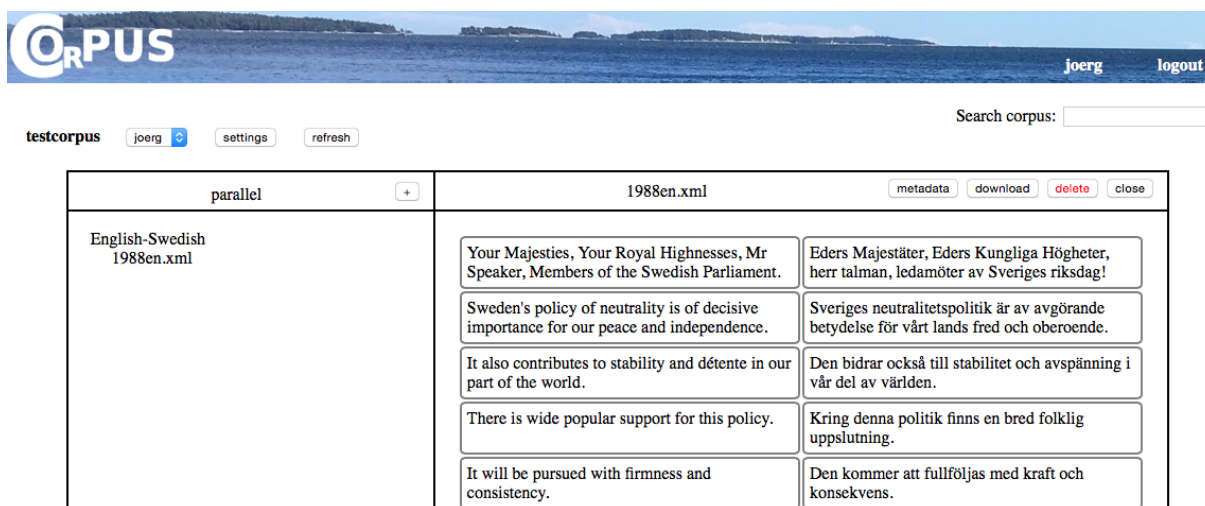 CORPUS
joerg logout
Search corpus:
testcorpus joerg settings refresh
parallel +
1988en.xml metadata download delete close
English-Swedish
1988en.xml
Your Majesties, Your Royal Highnesses, Mr
Speaker, Members of the Swedish Parliament.
Eders Majestäter, Eders Kungliga Högheter,
herr talman, ledamöter av Sveriges riksdag!
Sweden's policy of neutrality is of decisive
importance for our peace and independence.
Sveriges neutralitetspolitik är av avgörande
betydelse för vårt lands fred och oberoende.
It also contributes to stability and détente in our
part of the world.
Den bidrar också till stabilitet och avspänning i
vår del av världen.
There is wide popular support for this policy.
Kring denna politik finns en bred folklig
uppslutning.
It will be pursued with firmness and
consistency.
Den kommer att fullföljas med kraft och
konsekvens.